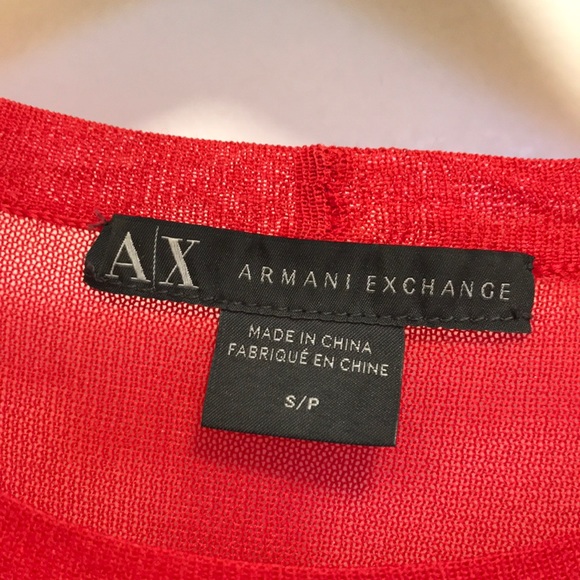 A|X ARMANI EXCHANGE
MADE IN CHINA
FABRIQUÉ EN CHINE
S/P